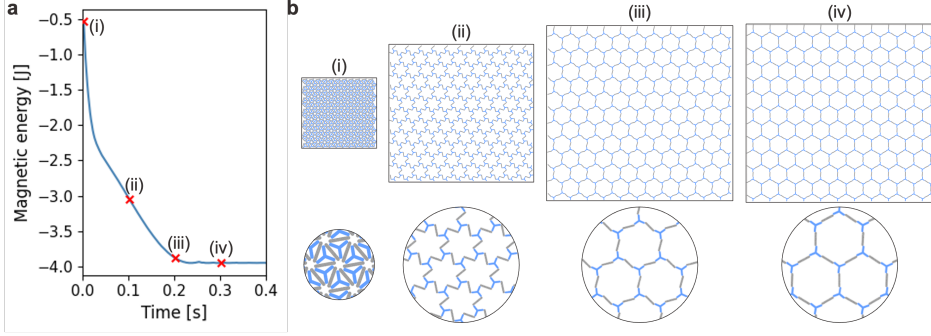 a
−0.5
−1.0
−1.5
−2.0
−2.5
−3.0
−3.5
−4.0
Magnetic energy [J]
(i)
(ii)
(iii)
(iv)
0.0 0.1 0.2 0.3 0.4
Time [s]
b
(i)
(ii)
(iii)
(iv)